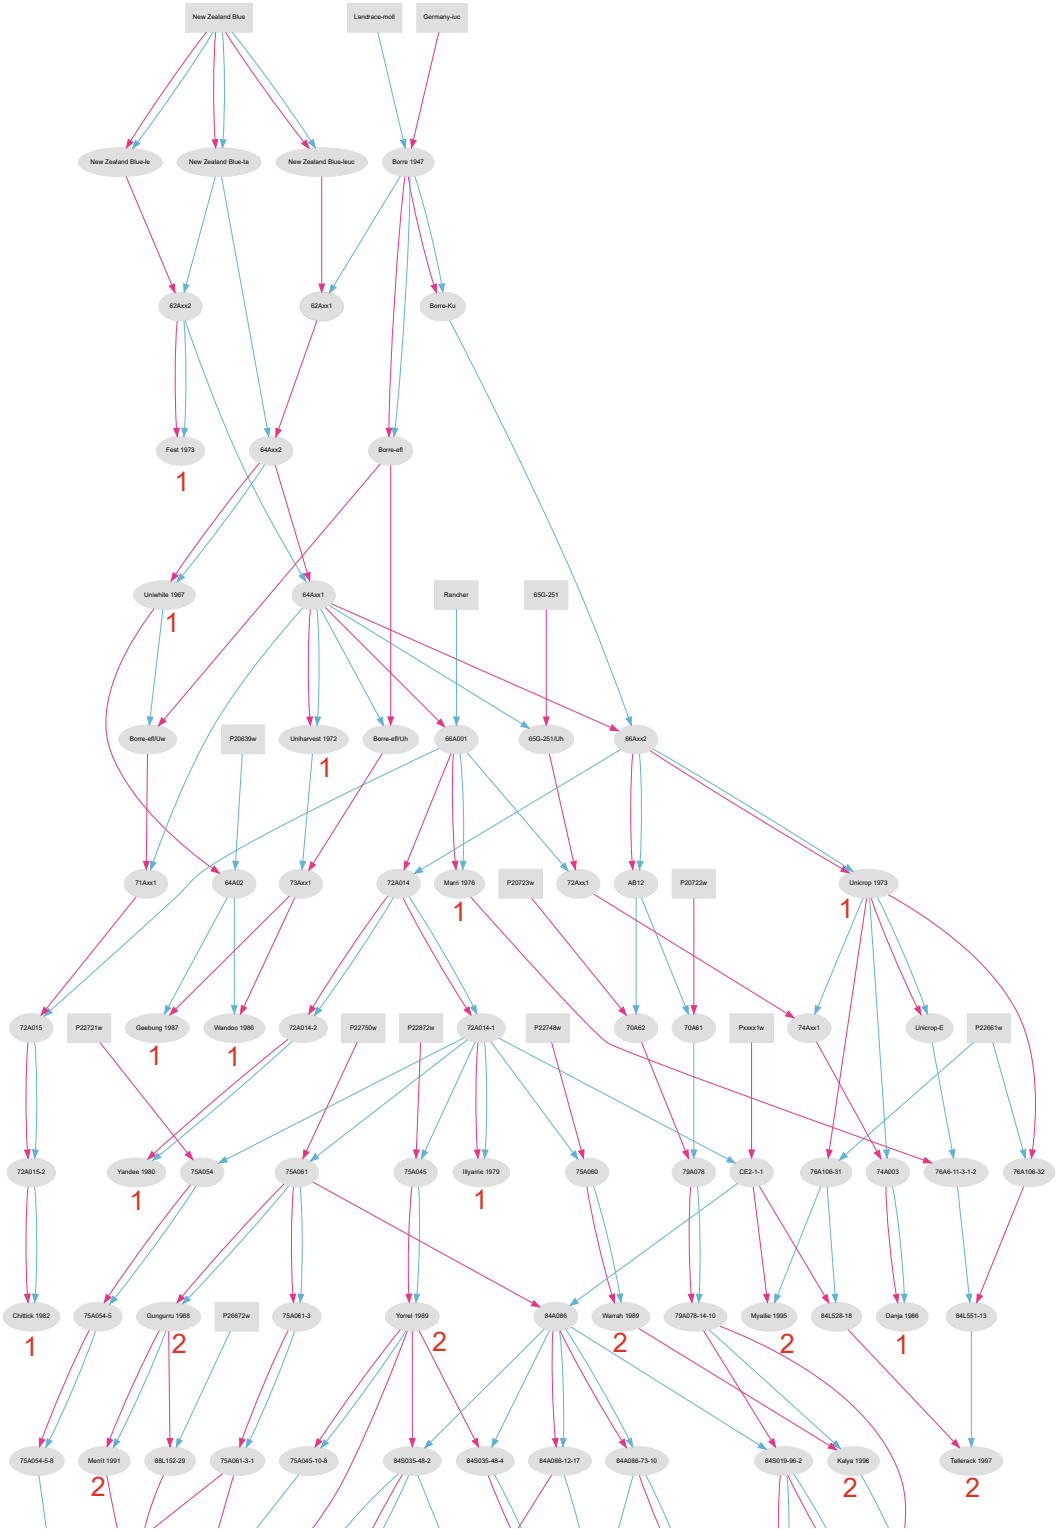 New Zealand Blue
Landrace-moll
Germany-iuc
New Zealand Blue-le
New Zealand Blue-ta
New Zealand Blue-leuc
Borre 1947
62Axx2
62Axx1
Borre-Ku
Fest 1973
64Axx2
Borre-efl
1
Uniwhite 1967
64Axx1
Rancher
65G-251
1
Borre-efl/Uw
P20639w
Uniharvest 1972
Borre-efl/Uh
66A001
65G-251/Uh
66Axx2
1
71Axx1
64A02
73Axx1
72A014
Marri 1976
P20723w
72Axx1
AB12
P20722w
Unicrop 1973
1
1
72A015
P22721w
Geebung 1987
Wandoo 1986
72A014-2
P22750w
P22872w
72A014-1
P22748w
70A62
70A61
Pxxxx1w
74Axx1
Unicrop-E
P22661w
1
1
72A015-2
Yandee 1980
75A054
75A061
75A045
Illyarrie 1979
75A060
79A078
CE2-1-1
76A106-31
74A003
76A6-11-3-1-2
76A106-32
1
1
Chittick 1982
75A054-5
Gungurru 1988
P26672w
75A061-3
Yorrel 1989
84A086
Warrah 1989
79A078-14-10
Myallie 1995
84L528-18
Danja 1986
84L551-13
1
2
2
2
2
1
75A054-5-8
Merrit 1991
88L152-29
75A061-3-1
75A045-10-8
84S035-48-2
84S035-48-4
84A086-12-17
84A086-73-10
84S019-96-2
Kalya 1996
Tallerack 1997
2
2
2